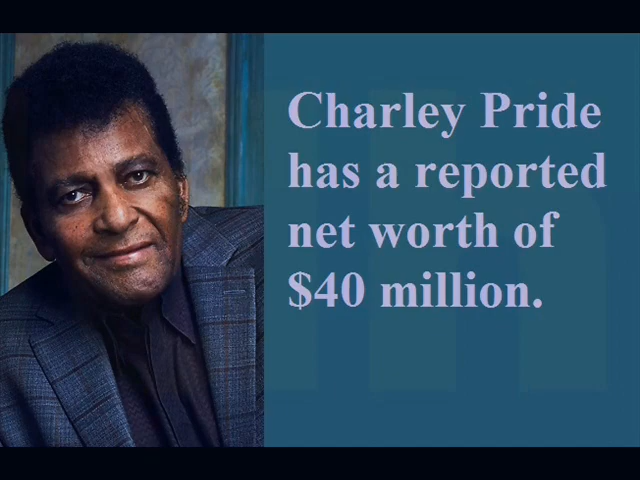 Charley Pride
has a reported
net worth of
$40 million.